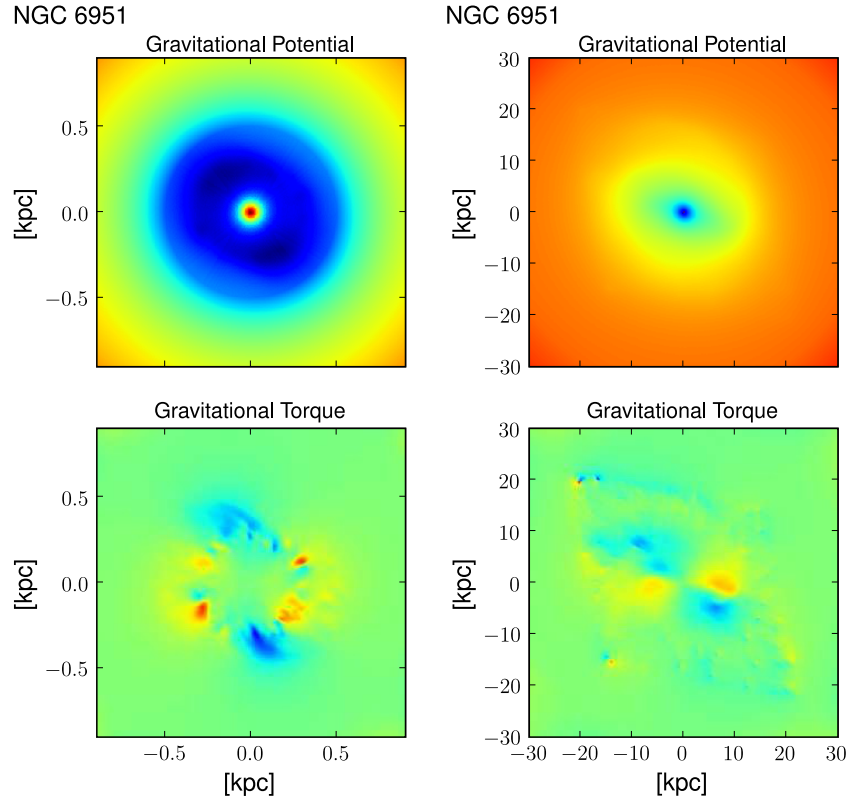 NGC 6951
NGC 6951
Gravitational Potential
0.5
0.0
−0.5
[kpc]
Gravitational Potential
30
20
10
0
−10
−20
−30
[kpc]
Gravitational Torque
0.5
0.0
−0.5
[kpc]
−0.5 0.0 0.5
[kpc]
Gravitational Torque
30
20
10
0
−10
−20
−30
[kpc]
−30 −20 −10 0 10 20 30
[kpc]